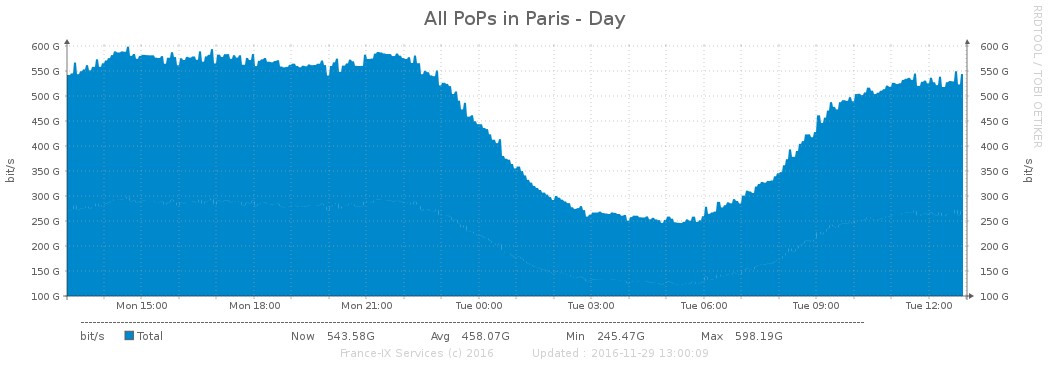 All PoPs in Paris - Day
RRDTOOL / TOBI OETIKER
bit/s
600 G
550 G
500 G
450 G
400 G
350 G
300 G
250 G
200 G
150 G
100 G
600 G
550 G
500 G
450 G
400 G
350 G
300 G
250 G
200 G
150 G
100 G
bit/s
Mon 15:00 Mon 18:00 Mon 21:00 Tue 00:00 Tue 03:00 Tue 06:00 Tue 09:00 Tue 12:00
bit/s Total Now 543.58G Avg 458.07G Min 245.47G Max 598.19G
France-IX Services (c) 2016 Updated : 2016-11-29 13:00:09